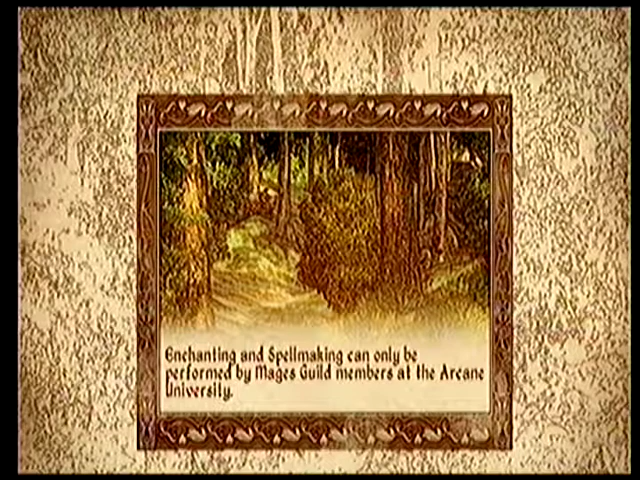 Enchanting and Spellmaking can only be
performed by Mages Guild members at the Arcane
University.